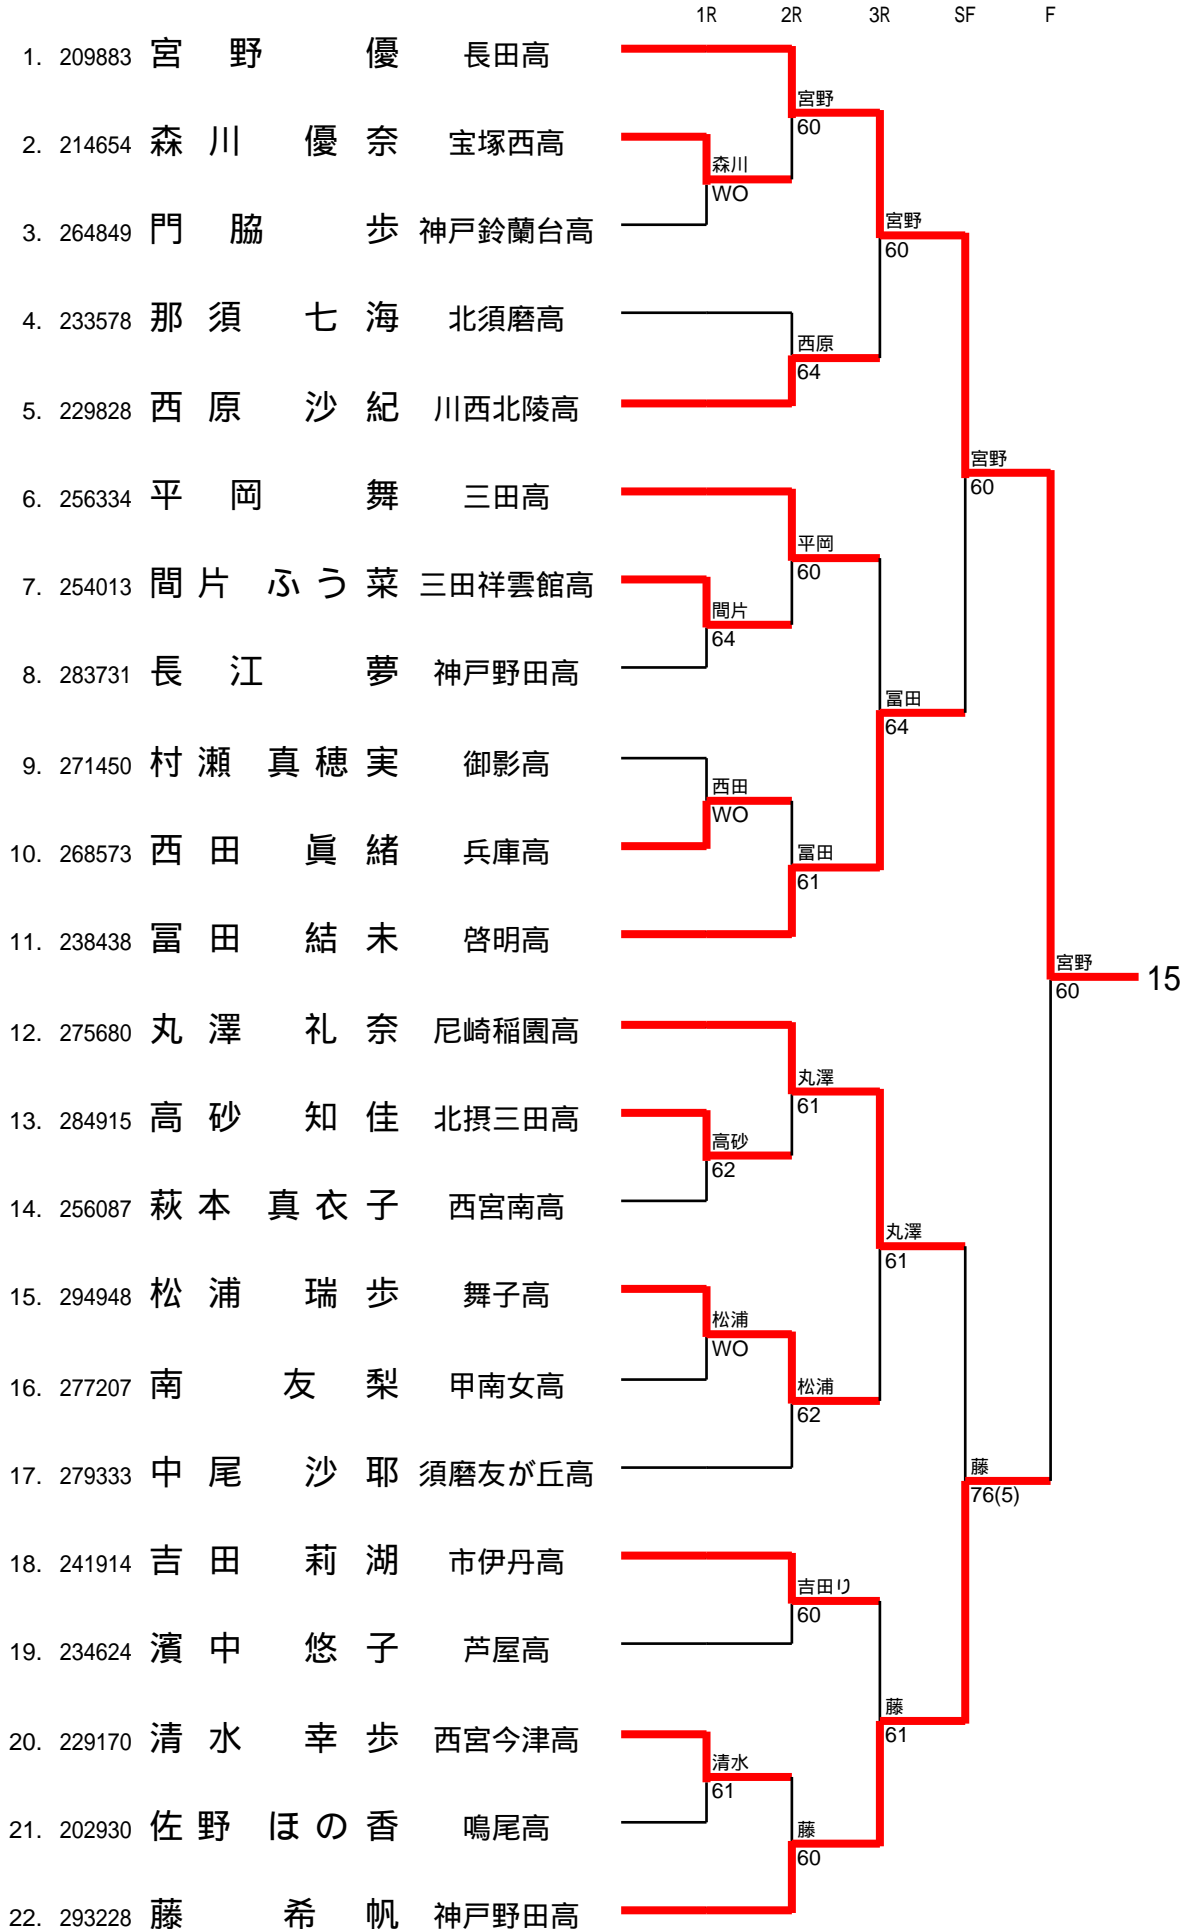 1R 2R 3R SF F
1. 209883 宮野 優 長田高
宮野
60
2. 214654 森川 優奈 宝塚西高
森川
WO
3. 264849 門脇 歩 神戸鈴蘭台高
宮野
60
4. 233578 那須 七海 北須磨高
西原
64
5. 229828 西原 沙紀 川西北陵高
宮野
60
6. 256334 平岡 舞 三田高
平岡
60
7. 254013 間片 ふう菜 三田祥雲館高
間片
64
8. 283731 長江 夢 神戸野田高
冨田
64
9. 271450 村瀬 真穂実 御影高
西田
WO
10. 268573 西田 眞緒 兵庫高
冨田
61
11. 238438 冨田 結未 啓明高
宮野
60
15
12. 275680 丸澤 礼奈 尼崎稲園高
丸澤
61
13. 284915 高砂 知佳 北摂三田高
高砂
62
14. 256087 萩本 真衣子 西宮南高
丸澤
61
15. 294948 松浦 瑞歩 舞子高
松浦
WO
16. 277207 南 友梨 甲南女高
松浦
62
17. 279333 中尾 沙耶 須磨友が丘高
藤
76(5)
18. 241914 吉田 莉湖 市伊丹高
吉田り
60
19. 234624 濱中 悠子 芦屋高
藤
61
20. 229170 清水 幸歩 西宮今津高
清水
61
21. 202930 佐野 ほの香 鳴尾高
藤
60
22. 293228 藤 希帆 神戸野田高